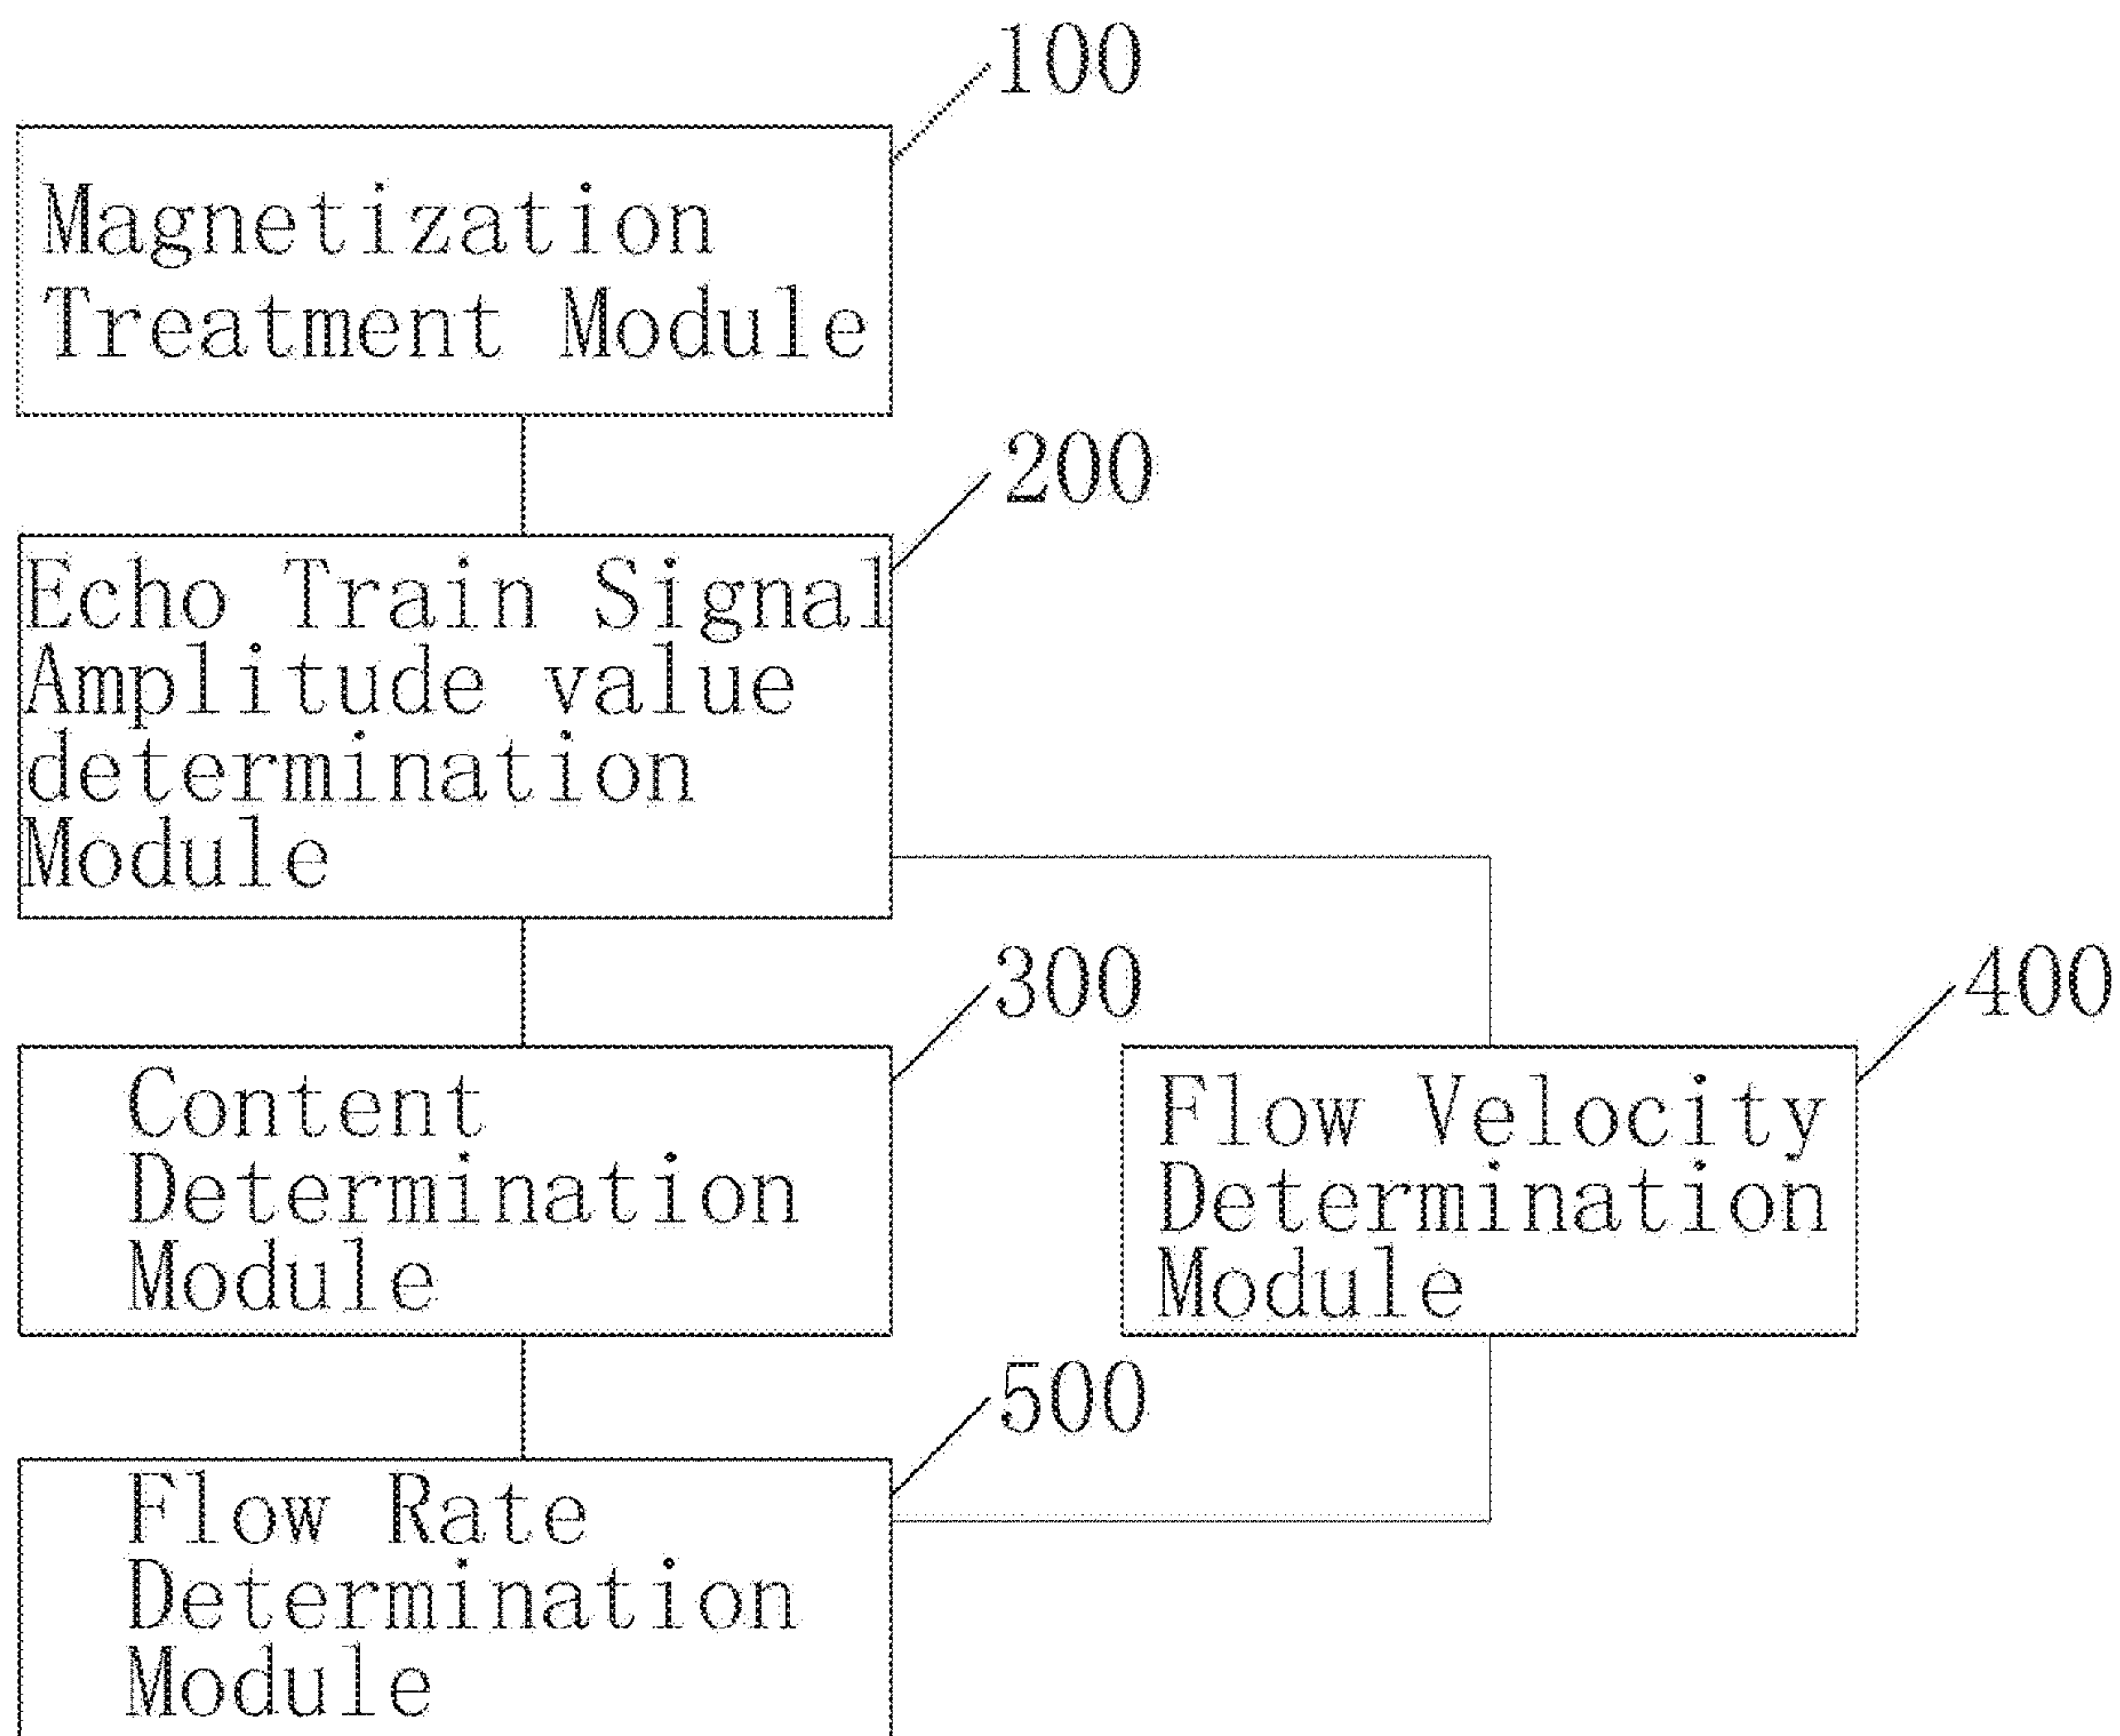 100
Magnetization
Treatment Module
200
Echo Train Signal
Amplitude value
determination
Module
300
Content
Determination
Module
400
Flow Velocity
Determination
Module
500
Flow Rate
Determination
Module